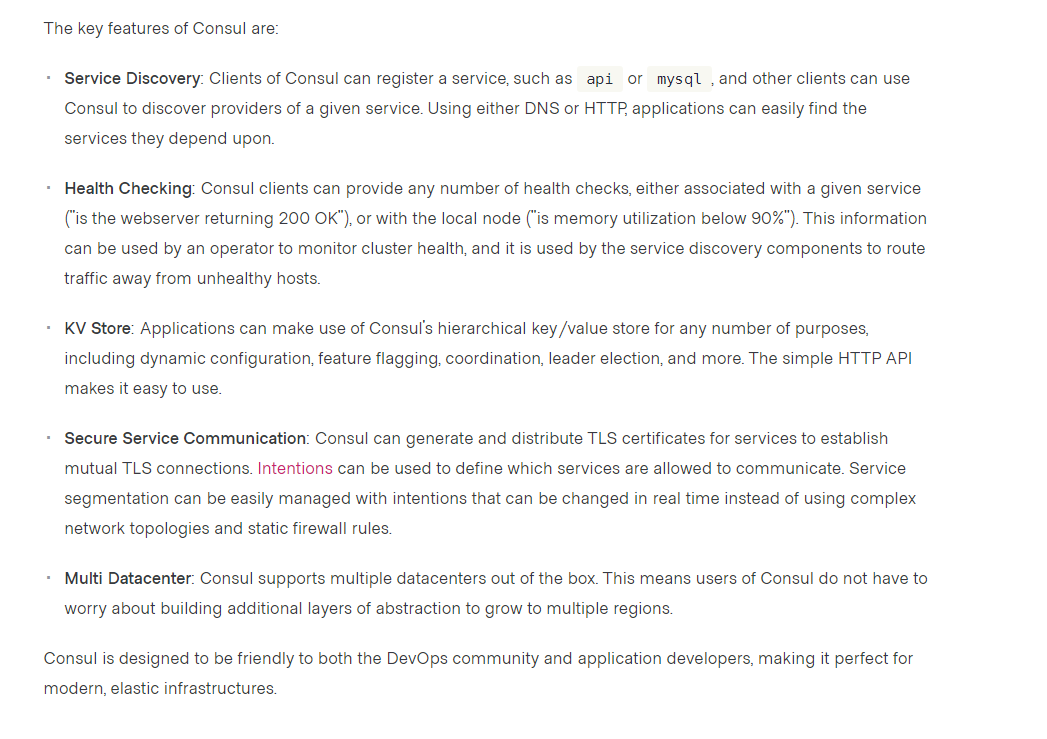 The key features of Consul are:
• Service Discovery: Clients of Consul can register a service, such as api or mysql , and other clients can use
Consul to discover providers of a given service. Using either DNS or HTTP, applications can easily find the
services they depend upon.
• Health Checking: Consul clients can provide any number of health checks, either associated with a given service
("is the webserver returning 200 OK"), or with the local node ("is memory utilization below 90%"). This information
can be used by an operator to monitor cluster health, and it is used by the service discovery components to route
traffic away from unhealthy hosts.
• KV Store: Applications can make use of Consul's hierarchical key/value store for any number of purposes,
including dynamic configuration, feature flagging, coordination, leader election, and more. The simple HTTP API
makes it easy to use.
• Secure Service Communication: Consul can generate and distribute TLS certificates for services to establish
mutual TLS connections. Intentions can be used to define which services are allowed to communicate. Service
segmentation can be easily managed with intentions that can be changed in real time instead of using complex
network topologies and static firewall rules.
• Multi Datacenter: Consul supports multiple datacenters out of the box. This means users of Consul do not have to
worry about building additional layers of abstraction to grow to multiple regions.
Consul is designed to be friendly to both the DevOps community and application developers, making it perfect for
modern, elastic infrastructures.